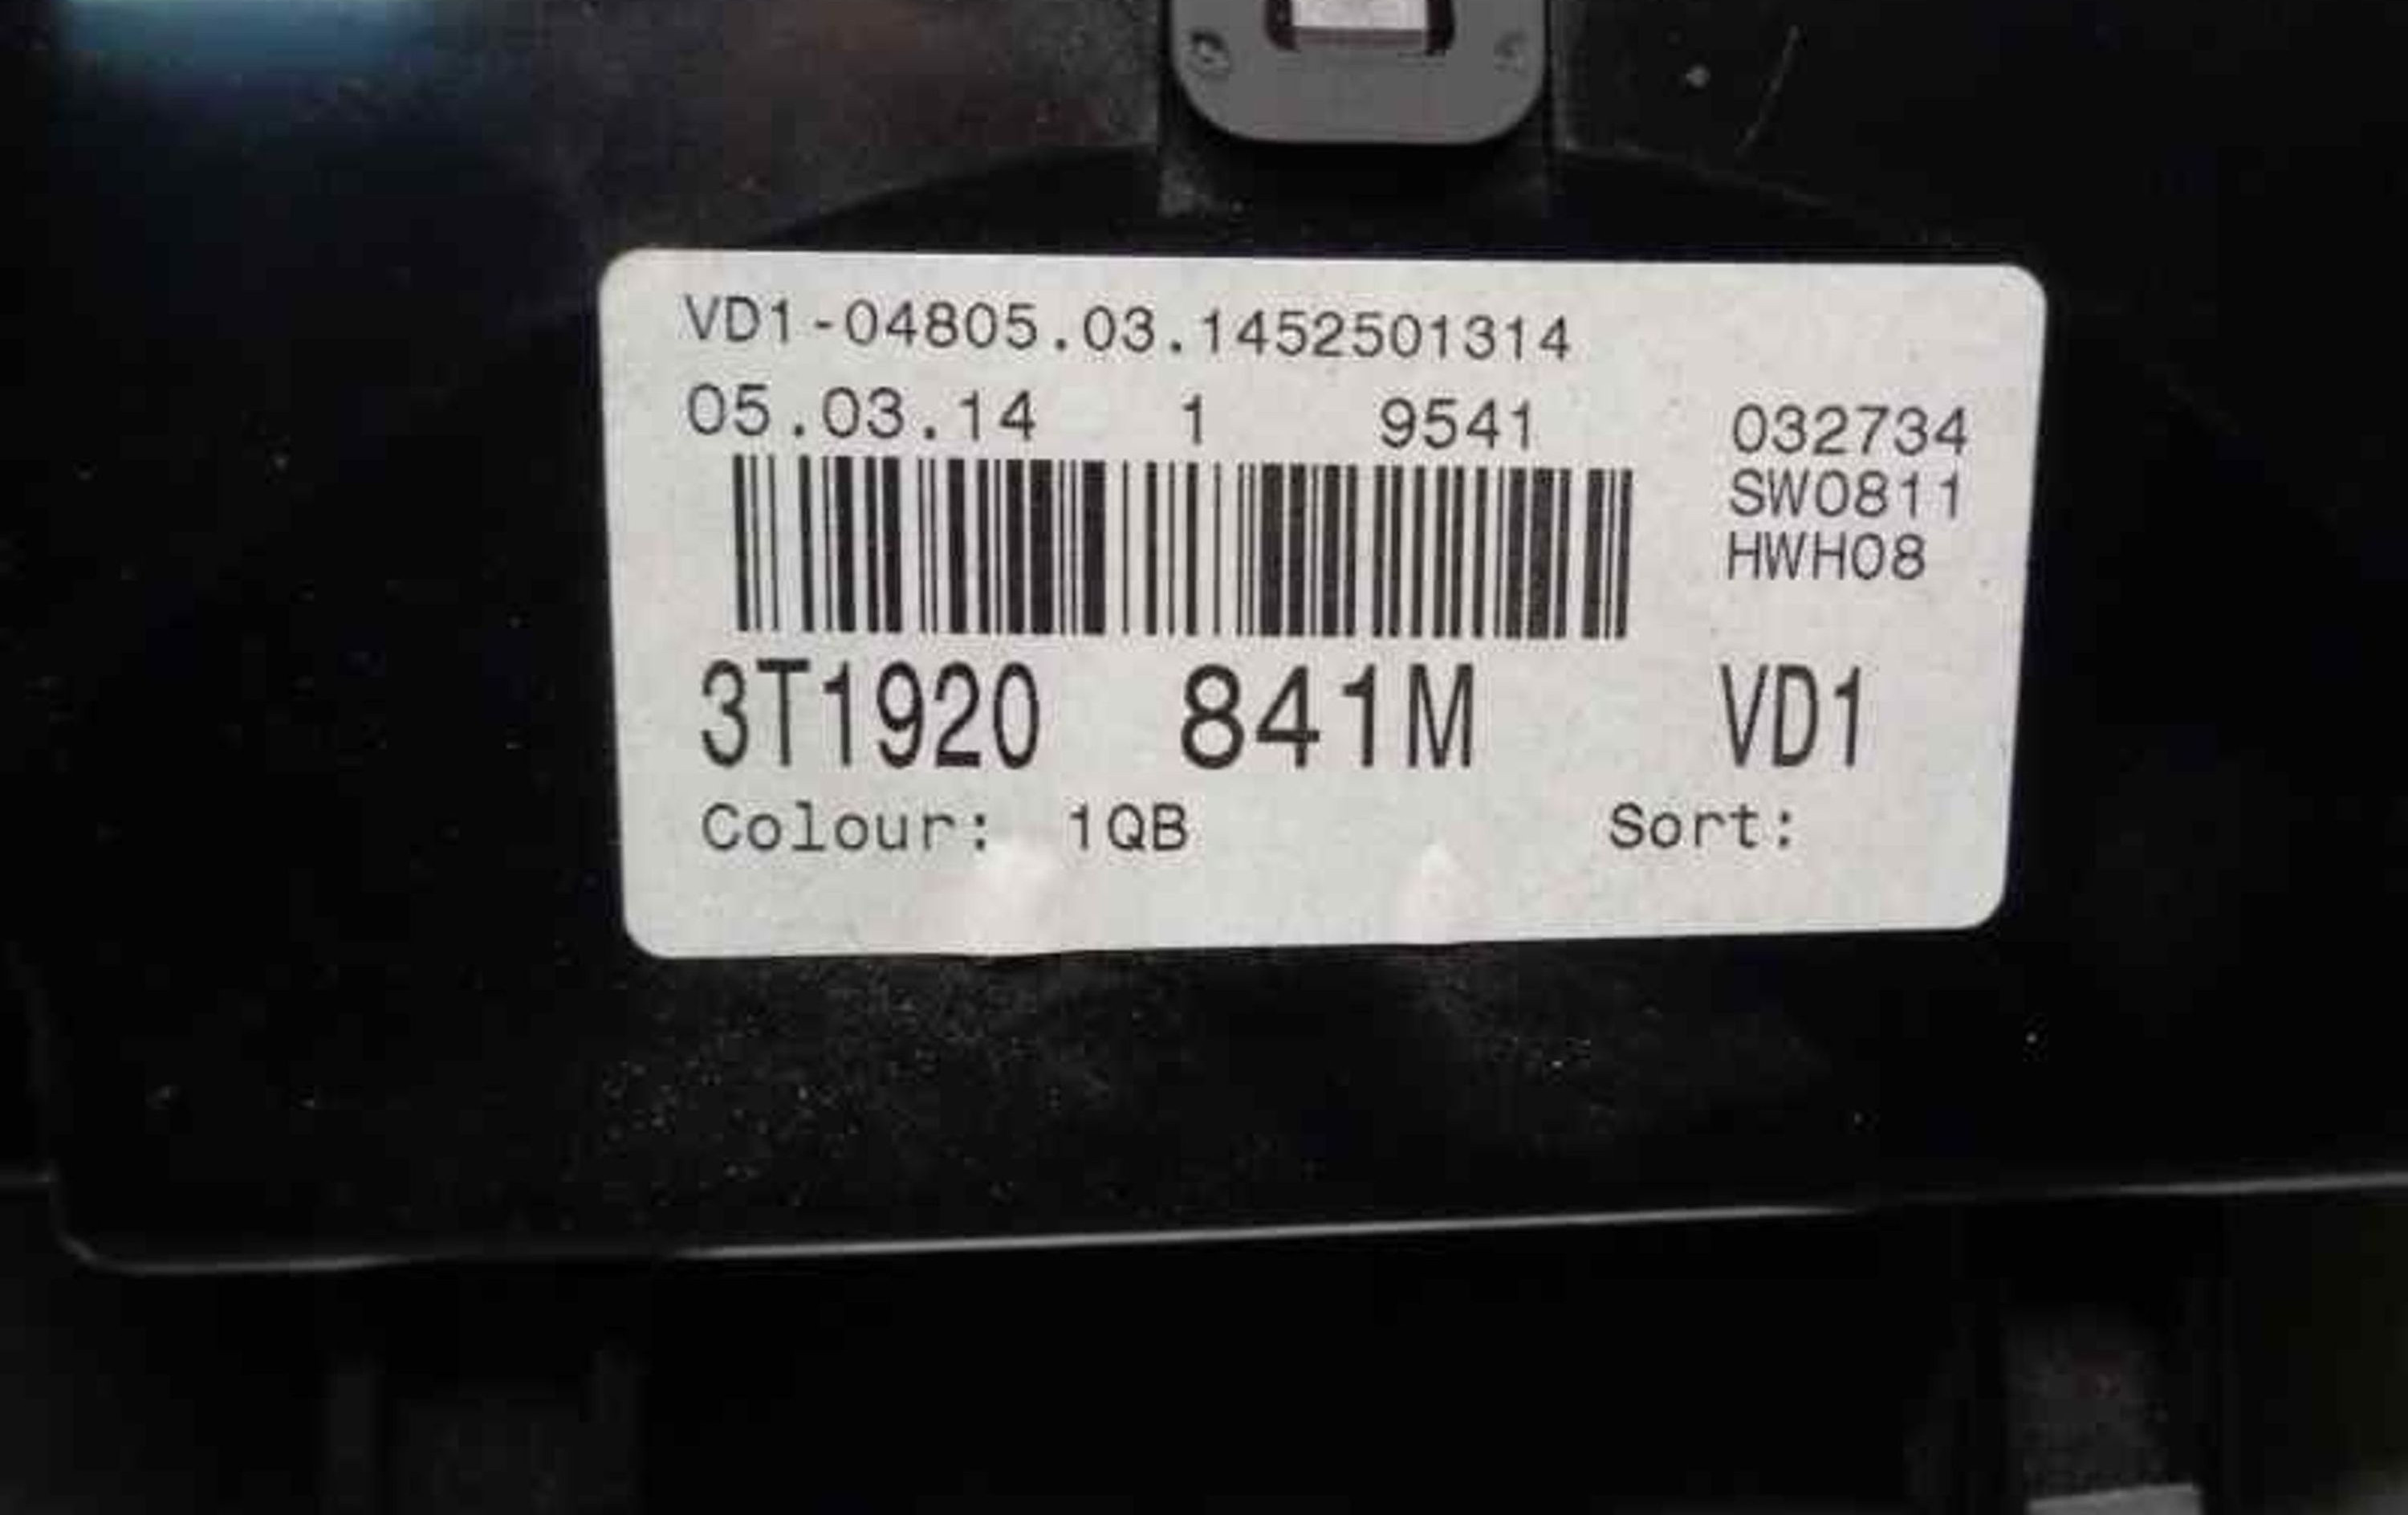 VD1-04805.03.1452501314
05.03.14 1 9541 032734
SW0811
HWH08
3T1920 841M VD1
Colour: 1QB Sort: